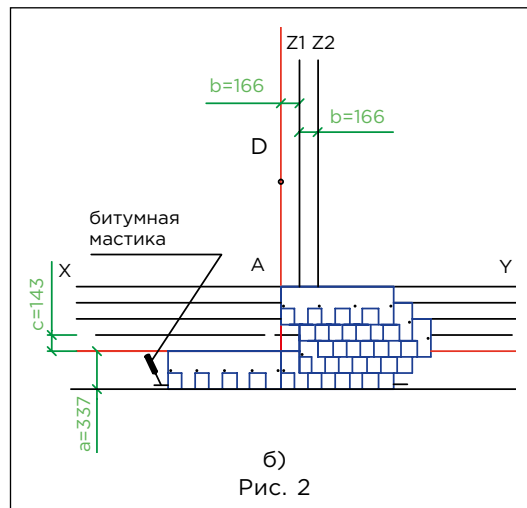 Z1 Z2
b=166
b=166
D
битумная
мастика
X
A
Y
c=143
a=337
б)
Рис. 2